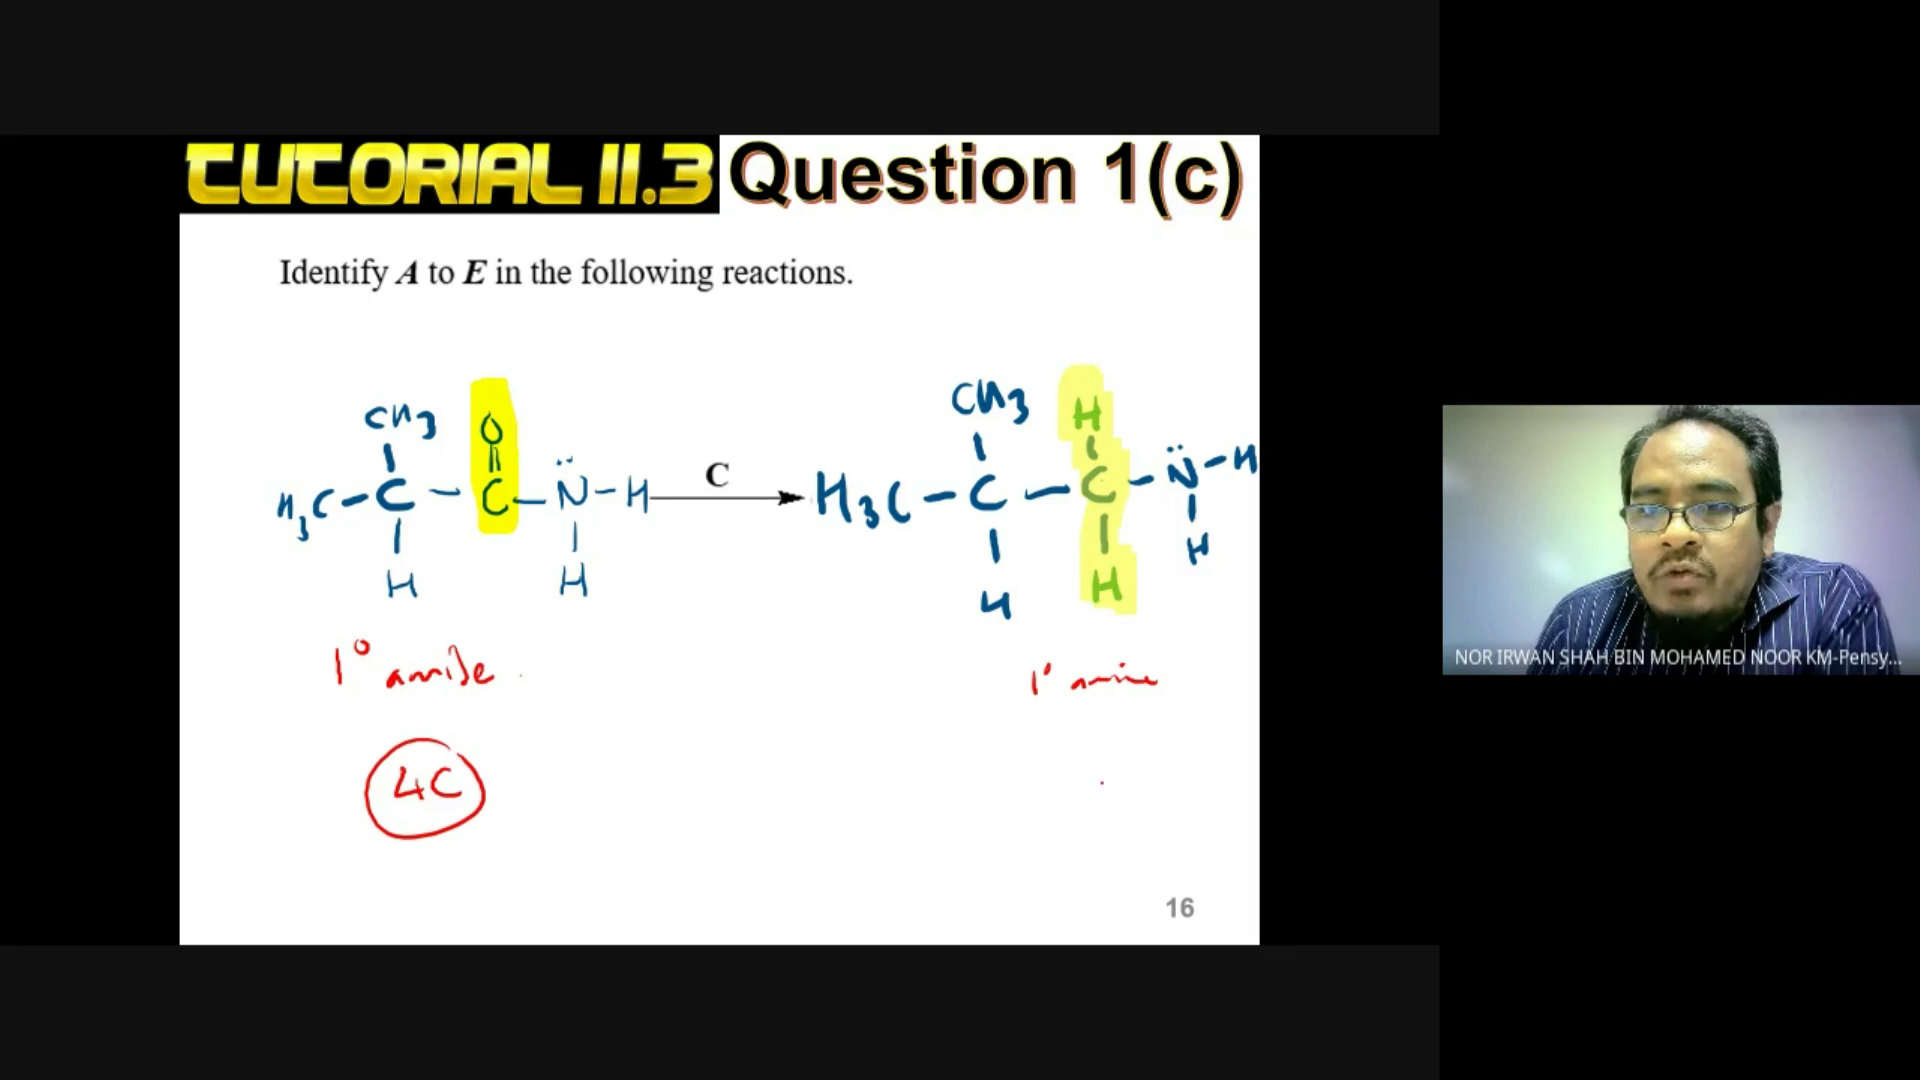 TUTORIAL 11.3 Question 1(c)
Identify A to E in the following reactions.
CH3 O CH3 H
H3C-C-C-N-H C H3C-C-C-N-H
H H H H H
1° amide 1° amine
4C
16
NOR IRWAN SHAH BIN MOHAMED NOOR KM-Pensy...